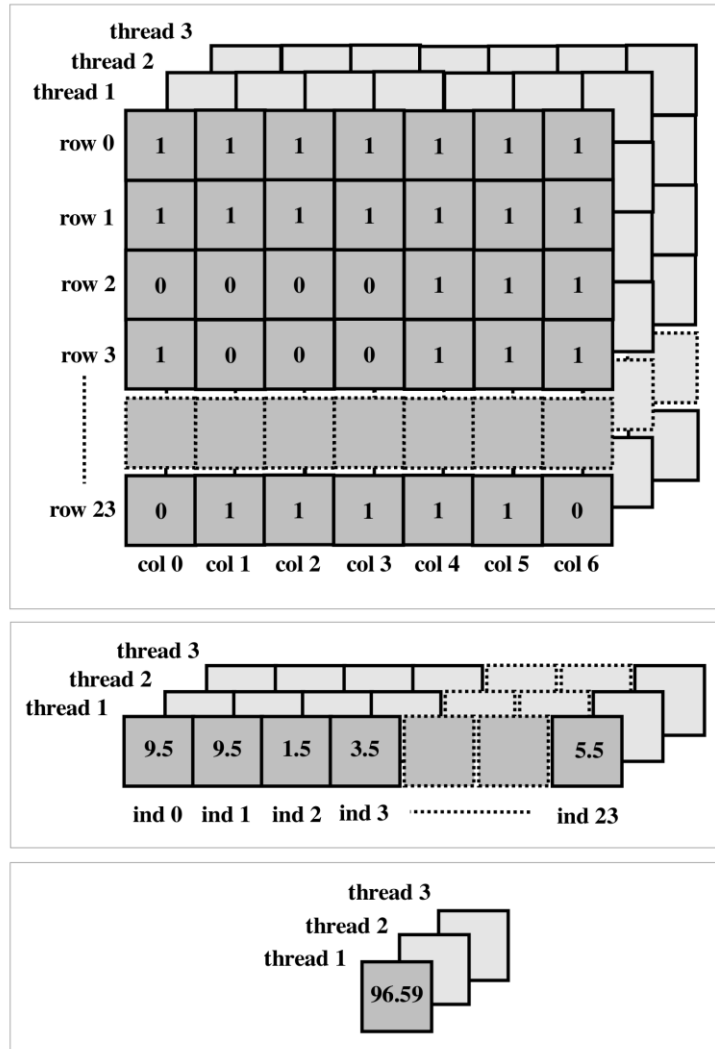 thread 3
thread 2
thread 1
row 0 1 1 1 1 1 1 1
row 1 1 1 1 1 1 1 1
row 2 0 0 0 0 1 1 1
row 3 1 0 0 0 1 1 1
row 23 0 1 1 1 1 1 0
col 0 col 1 col 2 col 3 col 4 col 5 col 6
thread 3
thread 2
thread 1
9.5 9.5 1.5 3.5 5.5
ind 0 ind 1 ind 2 ind 3 ind 23
thread 3
thread 2
thread 1
96.59